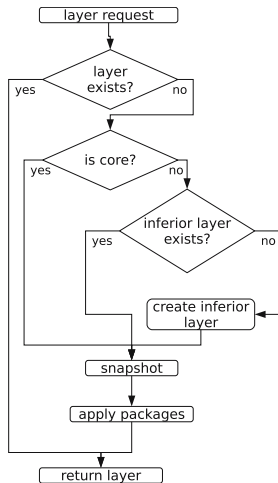 layer request
layer
exists?
yes
no
is core?
yes
no
inferior layer
exists?
yes
no
create inferior
layer
snapshot
apply packages
return layer